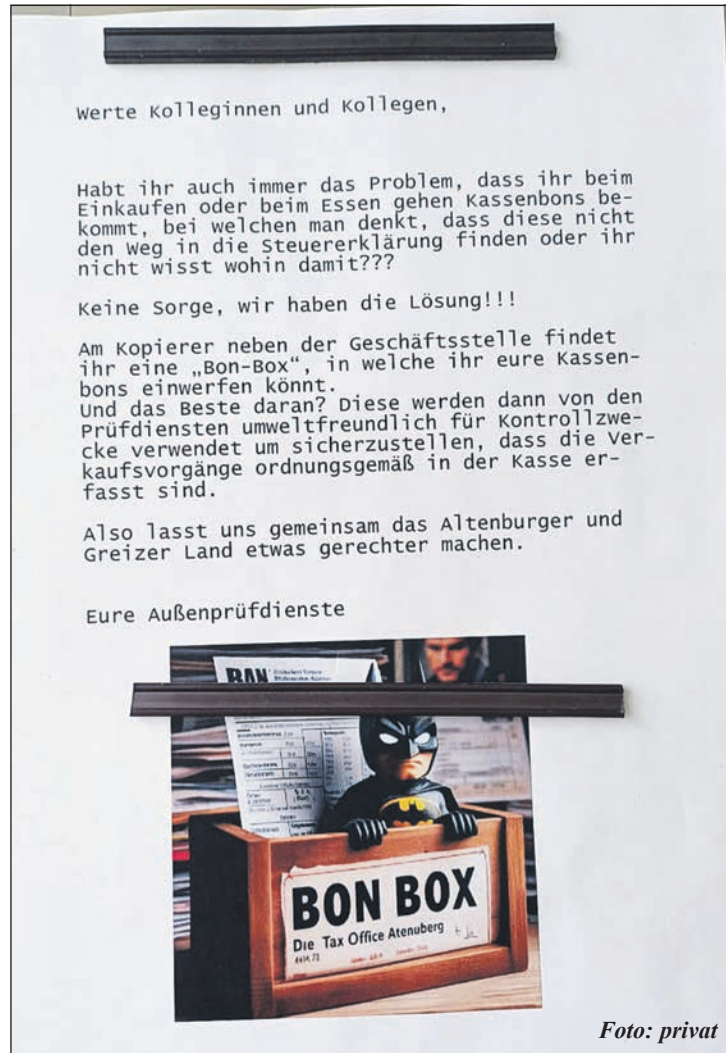 Werte Kolleginnen und Kollegen,
Habt ihr auch immer das Problem, dass ihr beim
Einkaufen oder beim Essen gehen Kassenbons be-
kommt, bei welchen man denkt, dass diese nicht
den Weg in die Steuererklärung finden oder ihr
nicht wisst wohin damit???
Keine Sorge, wir haben die Lösung!!!
Am Kopierer neben der Geschäftsstelle findet
ihr eine „Bon-Box“, in welche ihr eure Kassen-
bons einwerfen könnt.
Und das Beste daran? Diese werden dann von den
Prüfdiensten umweltfreundlich für Kontrollzwe-
cke verwendet um sicherzustellen, dass die Ver-
kaufsvorgänge ordnungsgemäß in der Kasse er-
fasst sind.
Also lasst uns gemeinsam das Altenburger und
Greizer Land etwas gerechter machen.
Eure Außenprüfdienste
BON BOX
Die Tax Office Atenuberg
Foto: privat